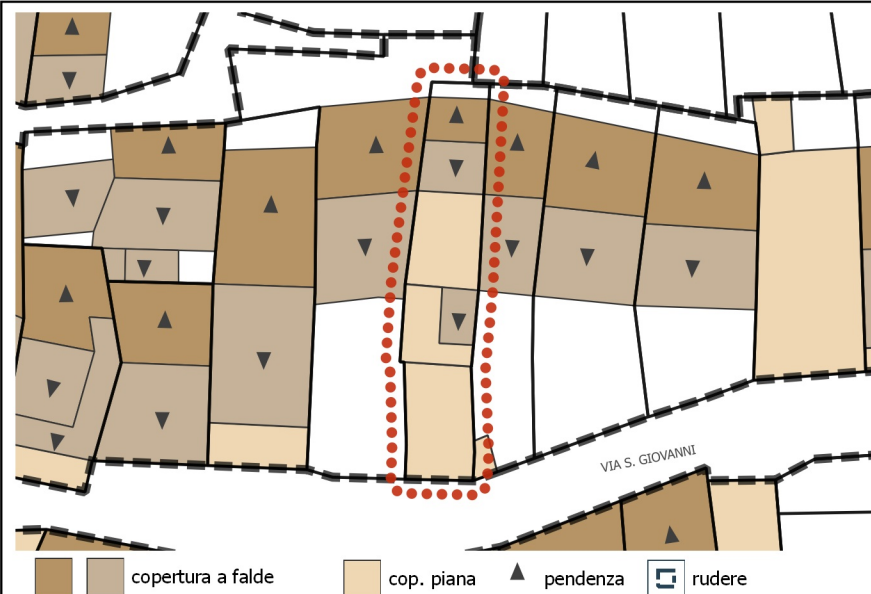 VIA S. GIOVANNI
copertura a falde
cop. piana
pendenza
rudere